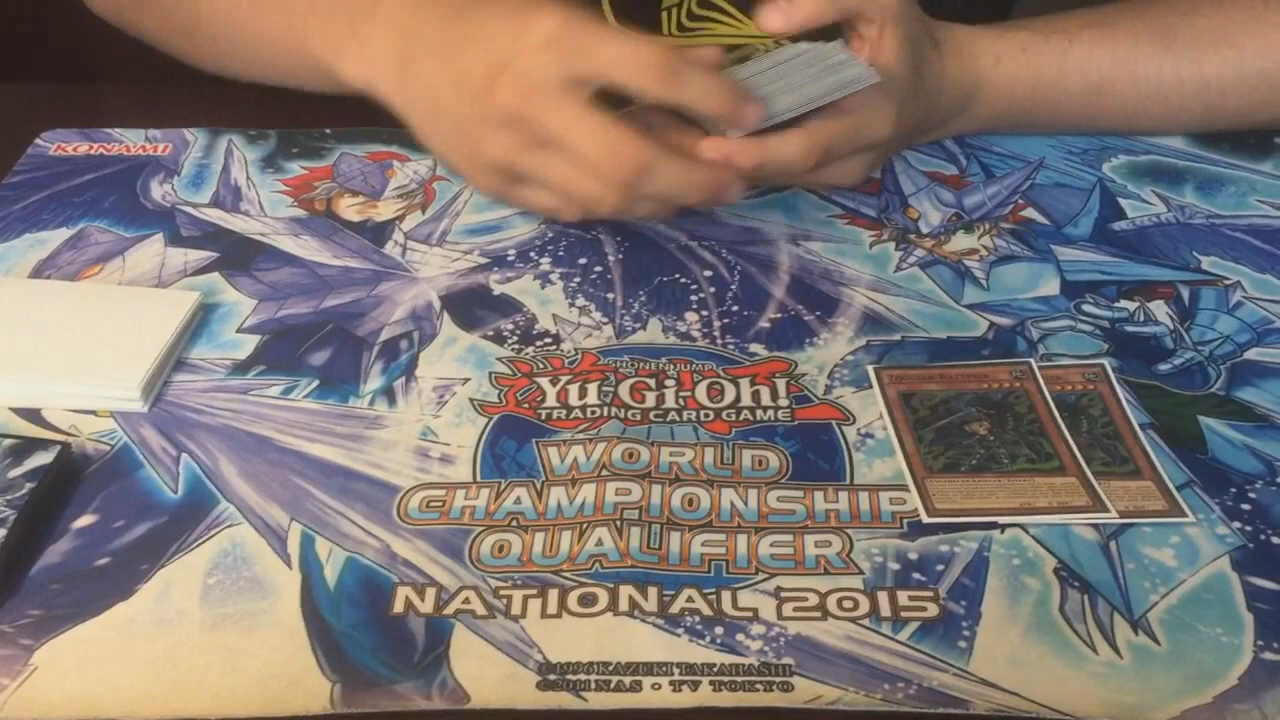 KONAMI
SHONEN JUMP
Yu-Gi-Oh!
TRADING CARD GAME
WORLD
CHAMPIONSHIP
QUALIFIER
NATIONAL 2015
©1996 KAZUKI TAKAHASHI
©2011 NAS • TV TOKYO